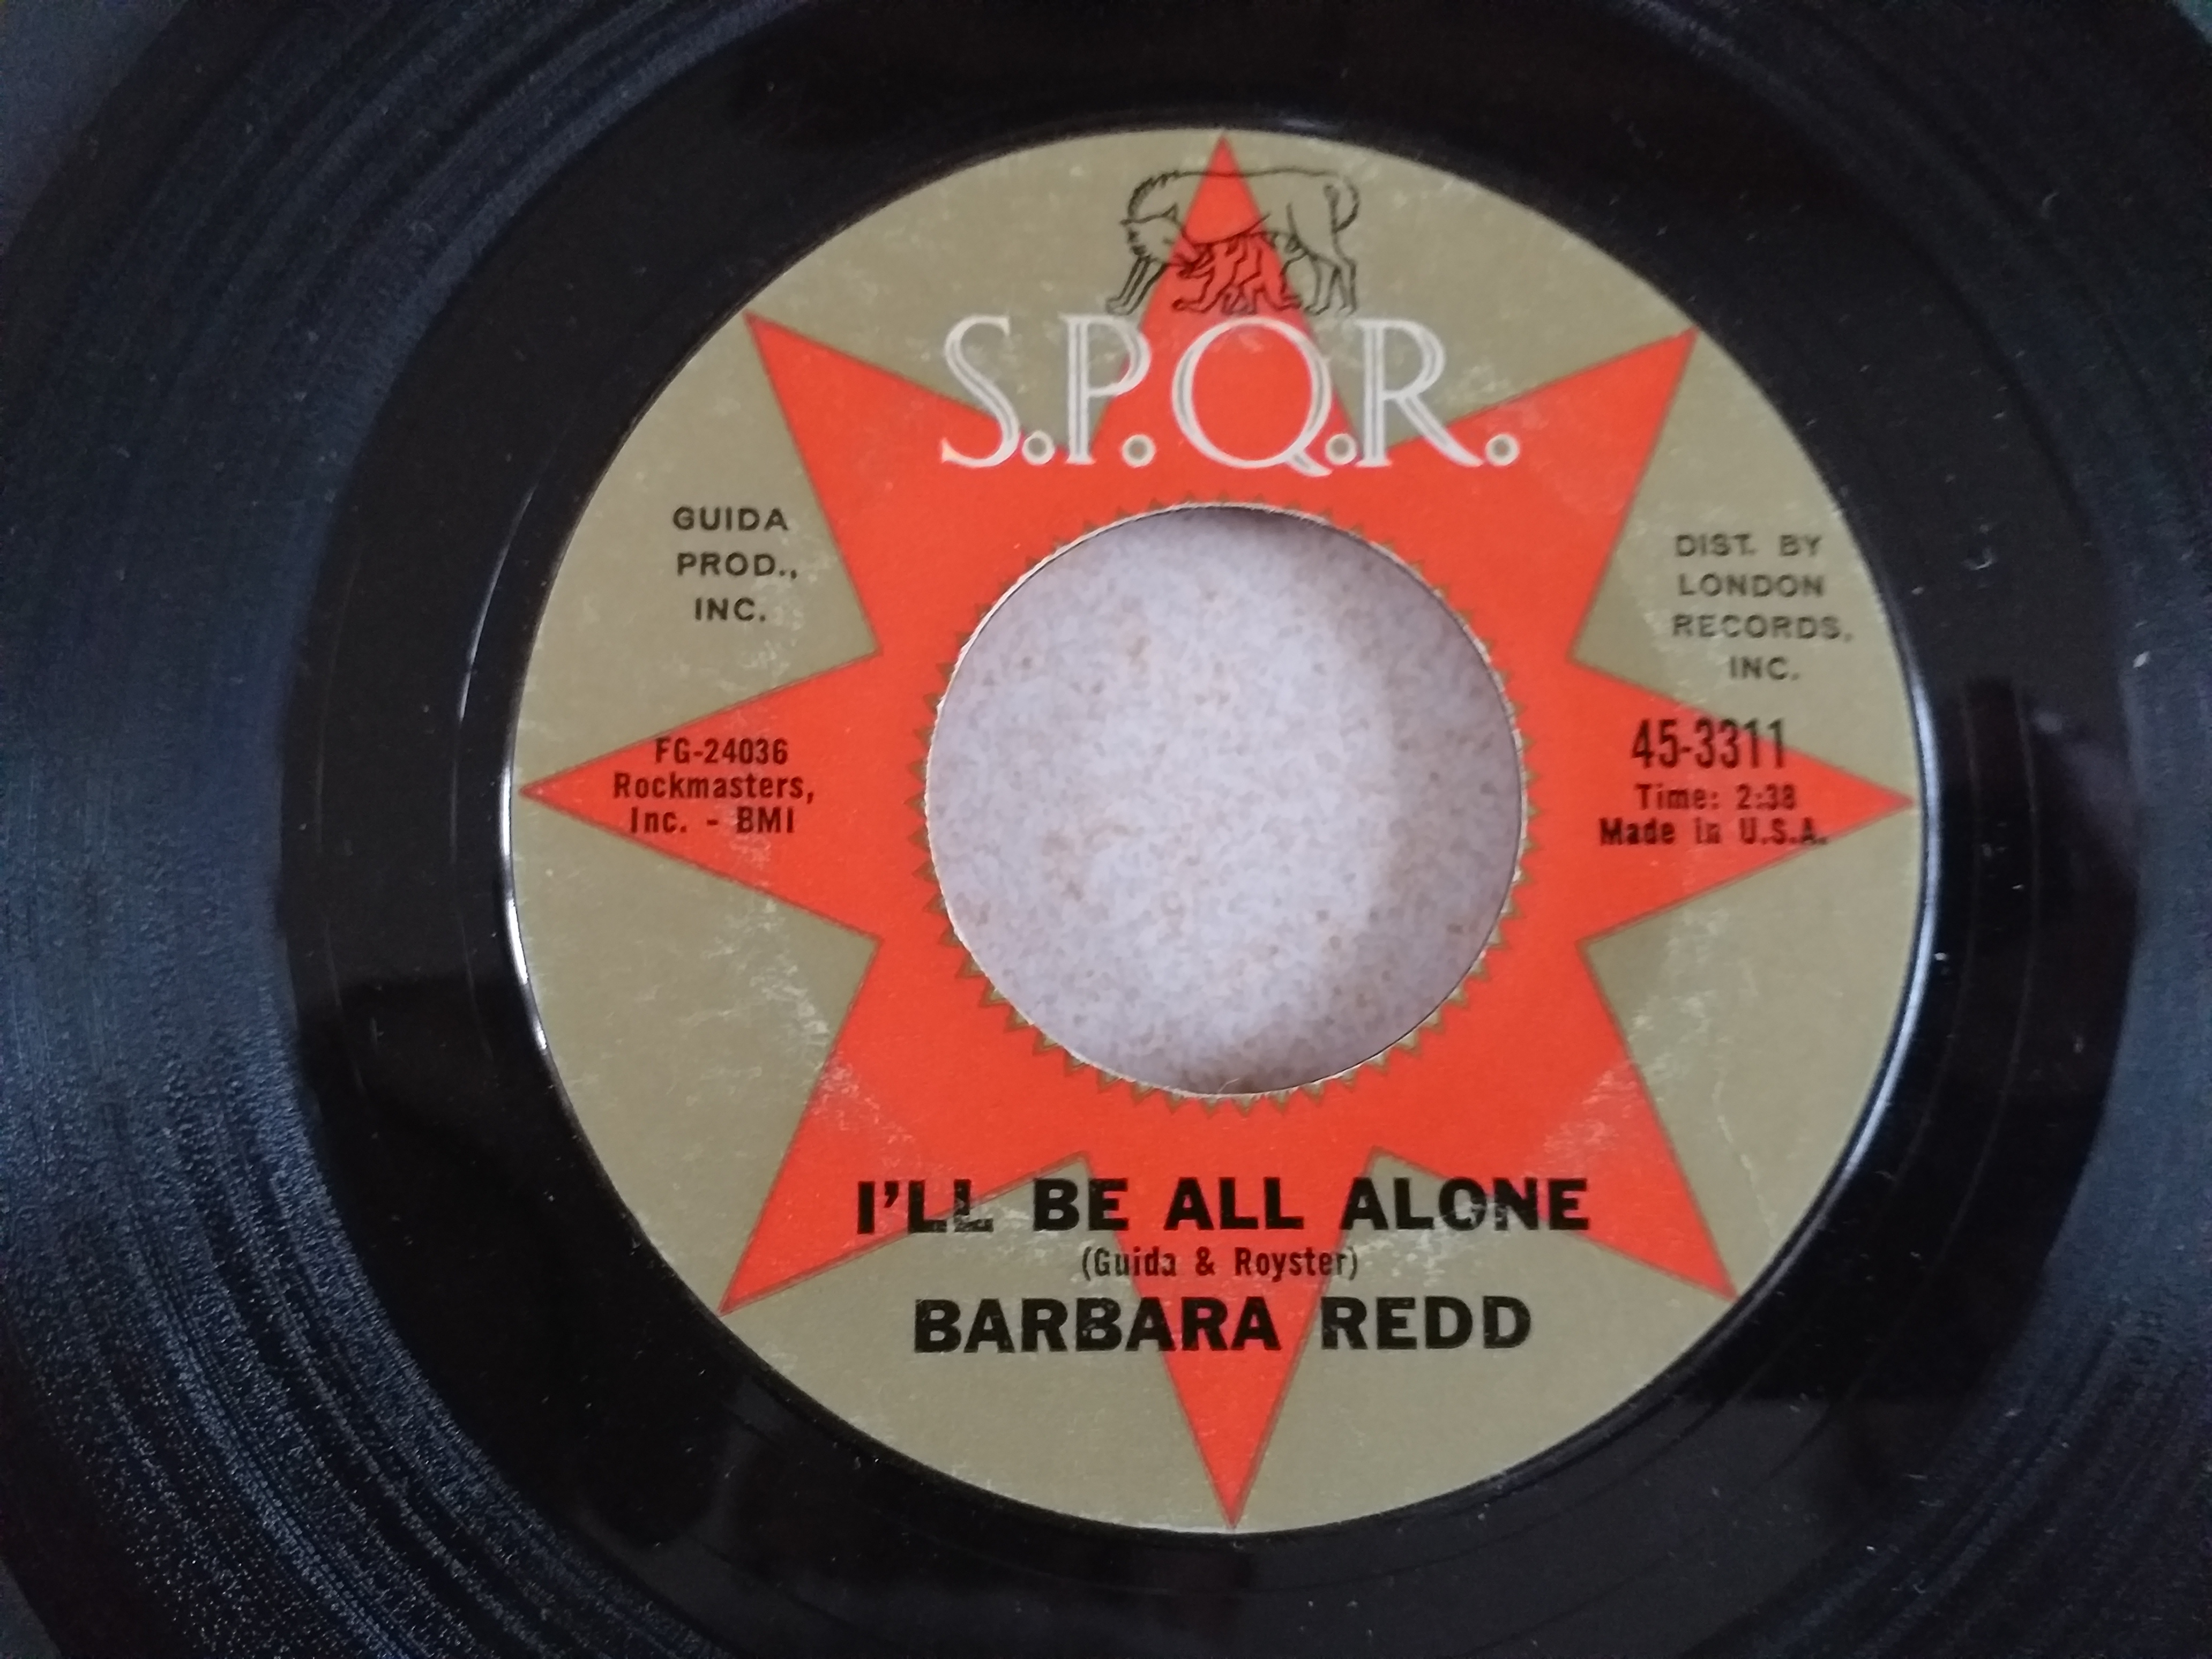 S.P.Q.R.
GUIDA
PROD.,
INC.
DIST. BY
LONDON
RECORDS,
INC.
FG-24036
Rockmasters,
Inc. - BMI
45-3311
Time: 2:38
Made in U.S.A.
I'LL BE ALL ALONE
(Guida & Royster)
BARBARA REDD